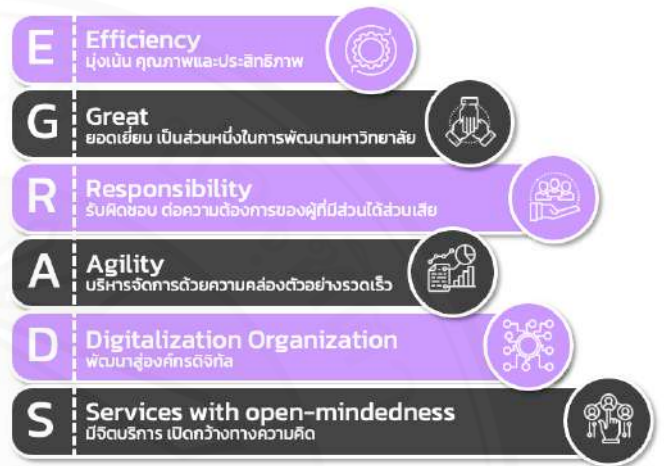 E
Efficiency
มุ่งเน้น คุณภาพและประสิทธิภาพ
G
Great
ยอดเยี่ยม เป็นส่วนหนึ่งในการพัฒนามหาวิทยาลัย
R
Responsibility
รับผิดชอบ ต่อความต้องการของผู้ที่มีส่วนได้ส่วนเสีย
A
Agility
บริหารจัดการด้วยความคล่องตัวอย่างรวดเร็ว
D
Digitalization Organization
พัฒนาสู่องค์กรดิจิทัล
S
Services with open-mindedness
มีจิตบริการ เปิดกว้างทางความคิด